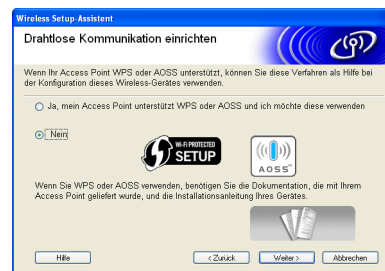 Wireless Setup-Assistent
Drahtlose Kommunikation einrichten
Wenn Ihr Access Point WPS oder AOSS unterstützt, können Sie diese Verfahren als Hilfe bei
der Konfiguration dieses Wireless-Gerätes verwenden.
Ja, mein Access Point unterstützt WPS oder AOSS und ich möchte diese verwenden
Nein
WI-FI PROTECTED
SETUP
AOSS
Wenn Sie WPS oder AOSS verwenden, benötigen Sie die Dokumentation, die mit Ihrem
Access Point geliefert wurde, und die Installationsanleitung Ihres Gerätes.
Hilfe
< Zurück
Weiter >
Abbrechen